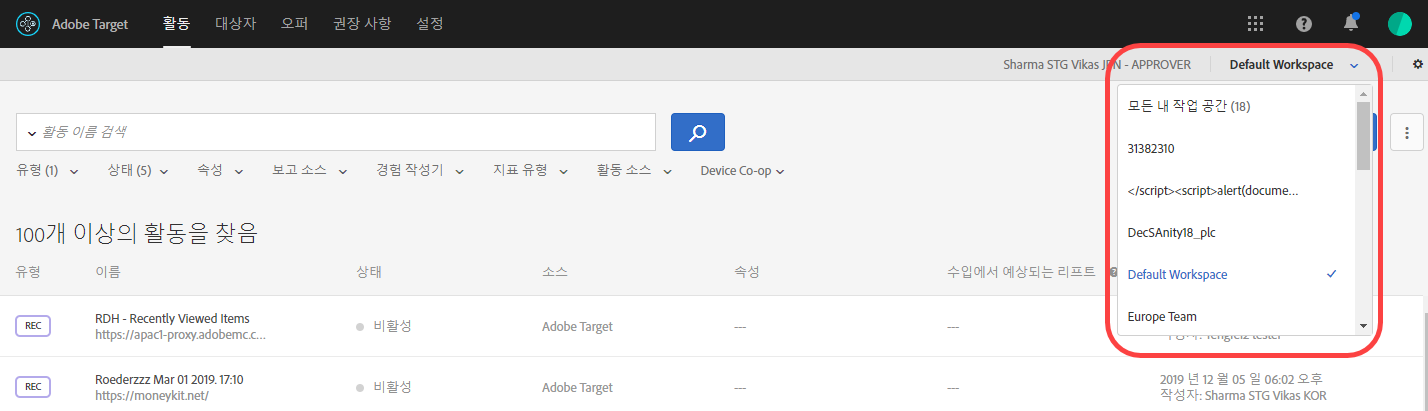 Adobe Target 활동 대상자 오퍼 권장 사항 설정
Sharma STG Vikas JPN - APPROVER Default Workspace
모든 내 작업 공간 (18)
31382310
</script><script>alert(docume...
DecSAnity18_plc
Default Workspace
Europe Team
활동 이름 검색
유형 (1) 상태 (5) 속성 보고 소스 경험 작성기 지표 유형 활동 소스 Device Co-op
100개 이상의 활동을 찾음
유형 이름 상태 소스 속성 수입에서 예상되는 리프트
REC RDH - Recently Viewed Items 비활성 Adobe Target --- ---
https://apac1-proxy.adobemc.c...
REC Roederzzz Mar 01 2019. 17:10 비활성 Adobe Target --- --- 2019 년 12 월 05 일 06:02 오후
https://moneykit.net/ 작성자: Sharma STG Vikas KOR